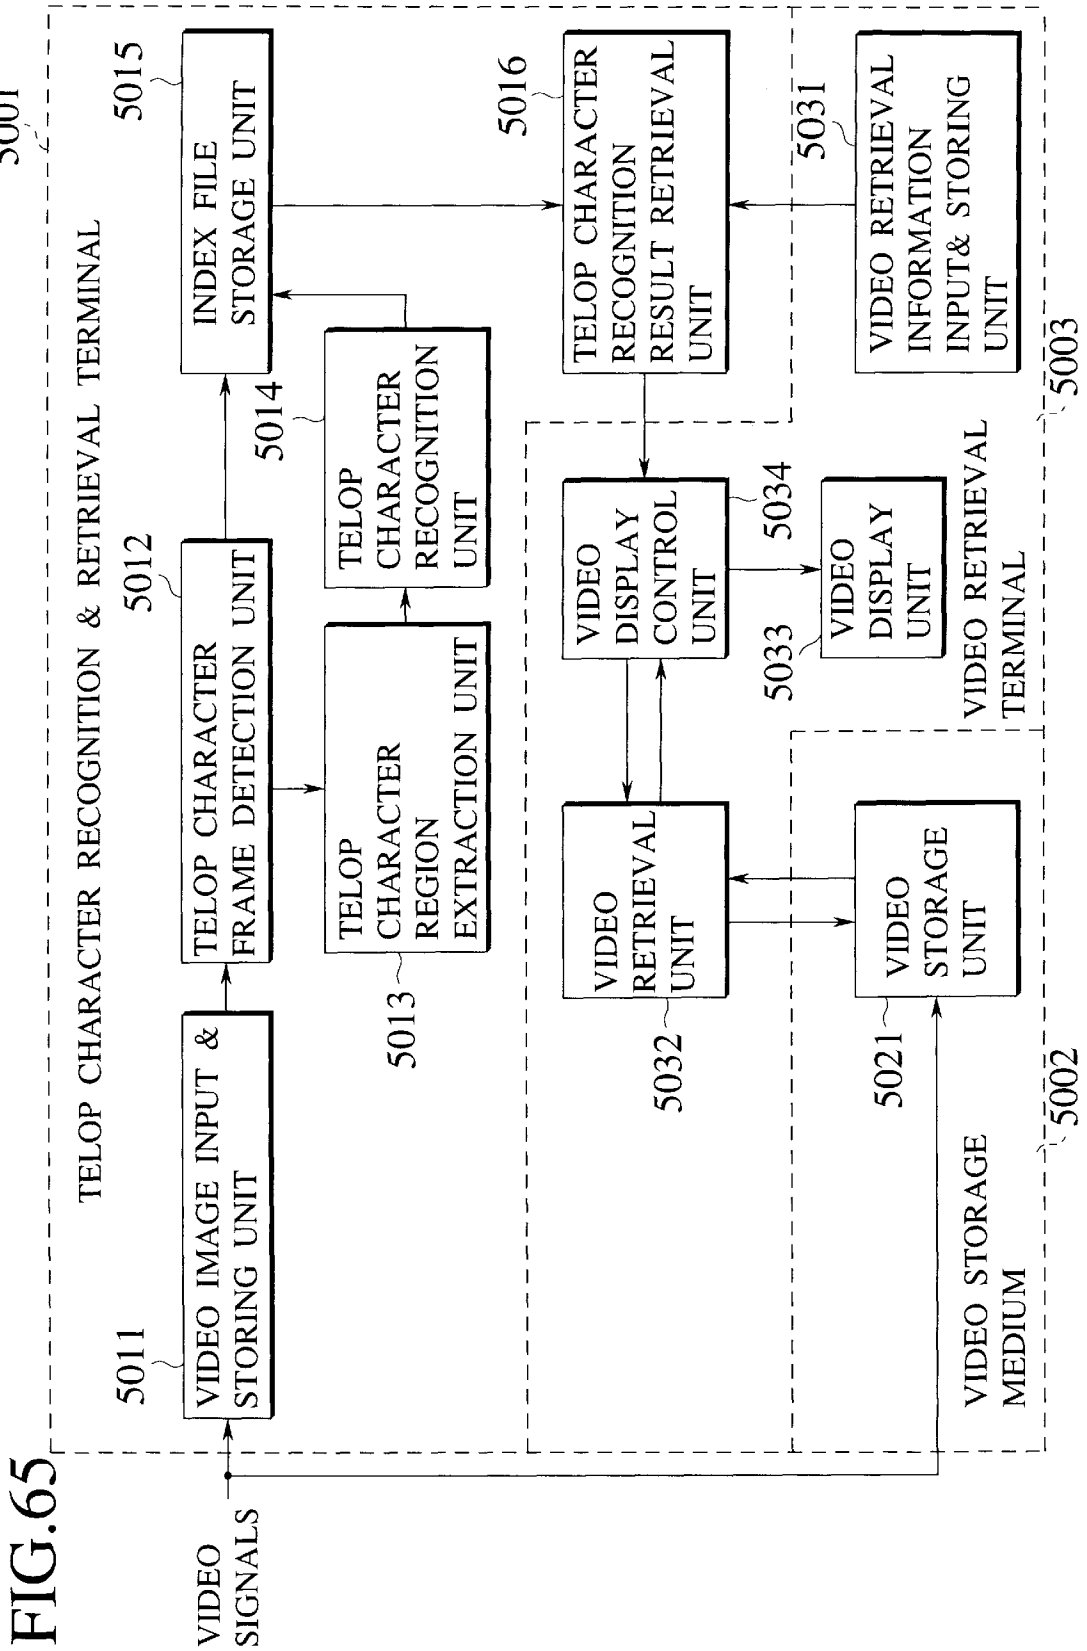 FIG.65
5001
TELOP CHARACTER RECOGNITION & RETRIEVAL TERMINAL
VIDEO
SIGNALS
5011
VIDEO IMAGE INPUT &
STORING UNIT
5012
TELOP CHARACTER
FRAME DETECTION UNIT
5015
INDEX FILE
STORAGE UNIT
5013
TELOP
CHARACTER
REGION
EXTRACTION UNIT
5014
TELOP
CHARACTER
RECOGNITION
UNIT
5016
TELOP CHARACTER
RECOGNITION
RESULT RETRIEVAL
UNIT
5032
VIDEO
RETRIEVAL
UNIT
VIDEO
DISPLAY
CONTROL
UNIT
5034
5031
VIDEO RETRIEVAL
INFORMATION
INPUT& STORING
UNIT
5033
VIDEO
DISPLAY
UNIT
5021
VIDEO
STORAGE
UNIT
VIDEO STORAGE
MEDIUM
5002
VIDEO RETRIEVAL
TERMINAL
5003